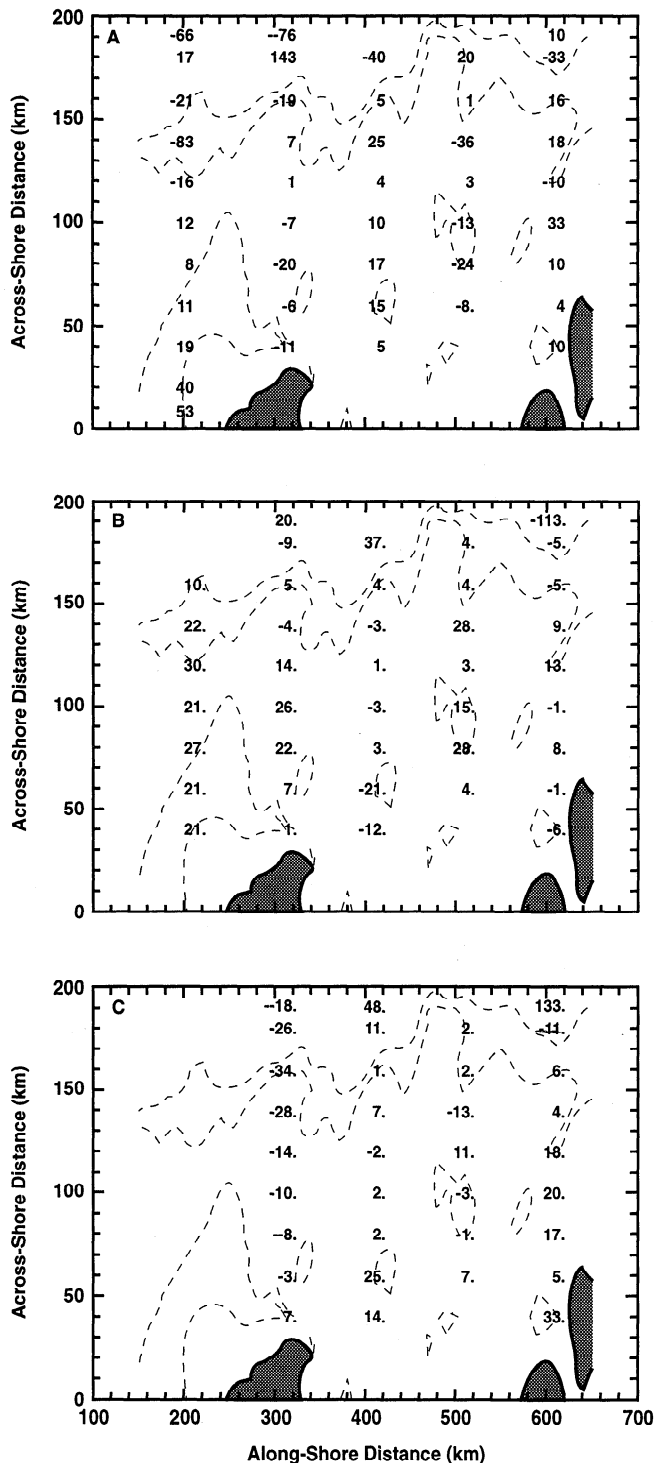 200
A -66 --76 10
17 143 -40 20 -33
-21 -19 5 1 16
150
-83 7 25 -36 18
-16 1 4 3 -10
100 12 -7 10 -13 33
8 -20 17 -24 10
11 -6 15 -8. 4
50
19 -11 5 10
40
53
0
Across-Shore Distance (km)
200
B 20. -113.
-9. 37. 4. -5.
10. 5. 4. 4. -5.
150
22. -4. -3. 28. 9.
30. 14. 1. 3. 13.
100 21. 26. -3. 15. -1.
27. 22. 3. 28. 8.
21. 7. -21. 4. -1.
50
21. 1. -12. -6.
0
Across-Shore Distance (km)
200
C --18. 48. 133.
-26. 11. 2. -11.
-34. 1. 2. 6.
150
-28. 7. -13. 4.
-14. -2. 11. 18.
100 -10. 2. -3. 20.
-8. 2. -1. 17.
-3. 25. 7. 5.
50
7. 14. 33.
0
Across-Shore Distance (km)
100 200 300 400 500 600 700
Along-Shore Distance (km)